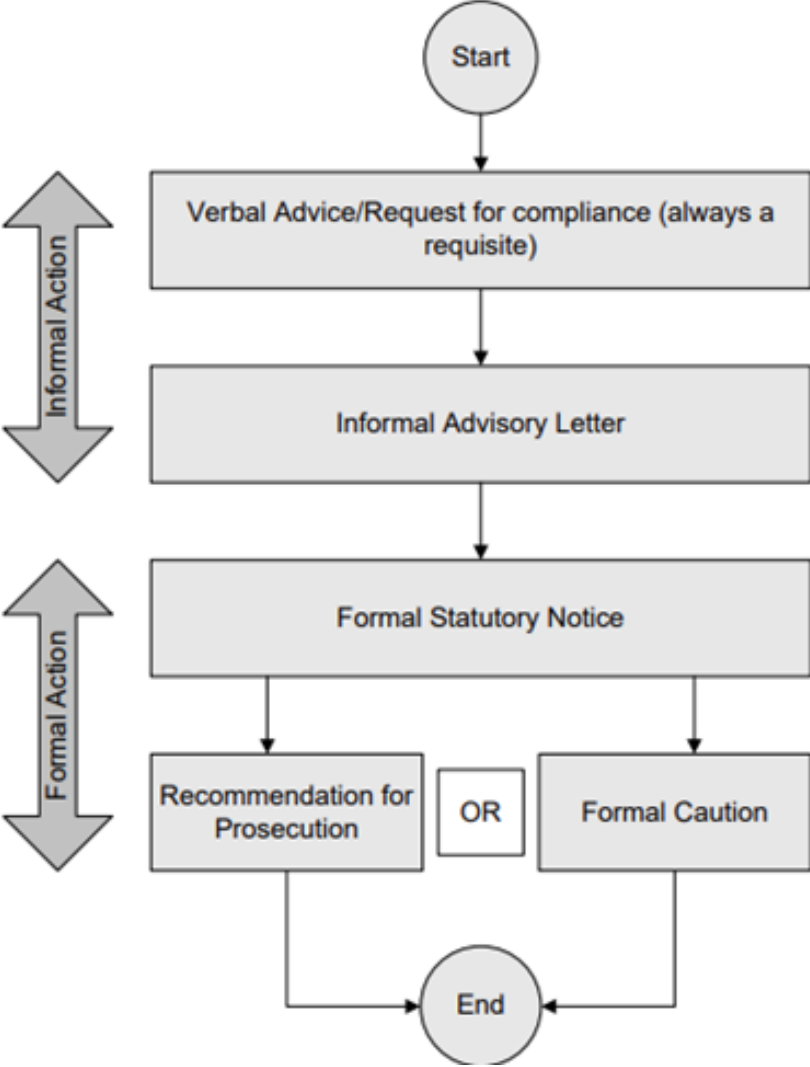 Start
Verbal Advice/Request for compliance (always a
requisite)
Informal Action
Informal Advisory Letter
Formal Statutory Notice
Formal Action
Recommendation for
Prosecution
OR
Formal Caution
End